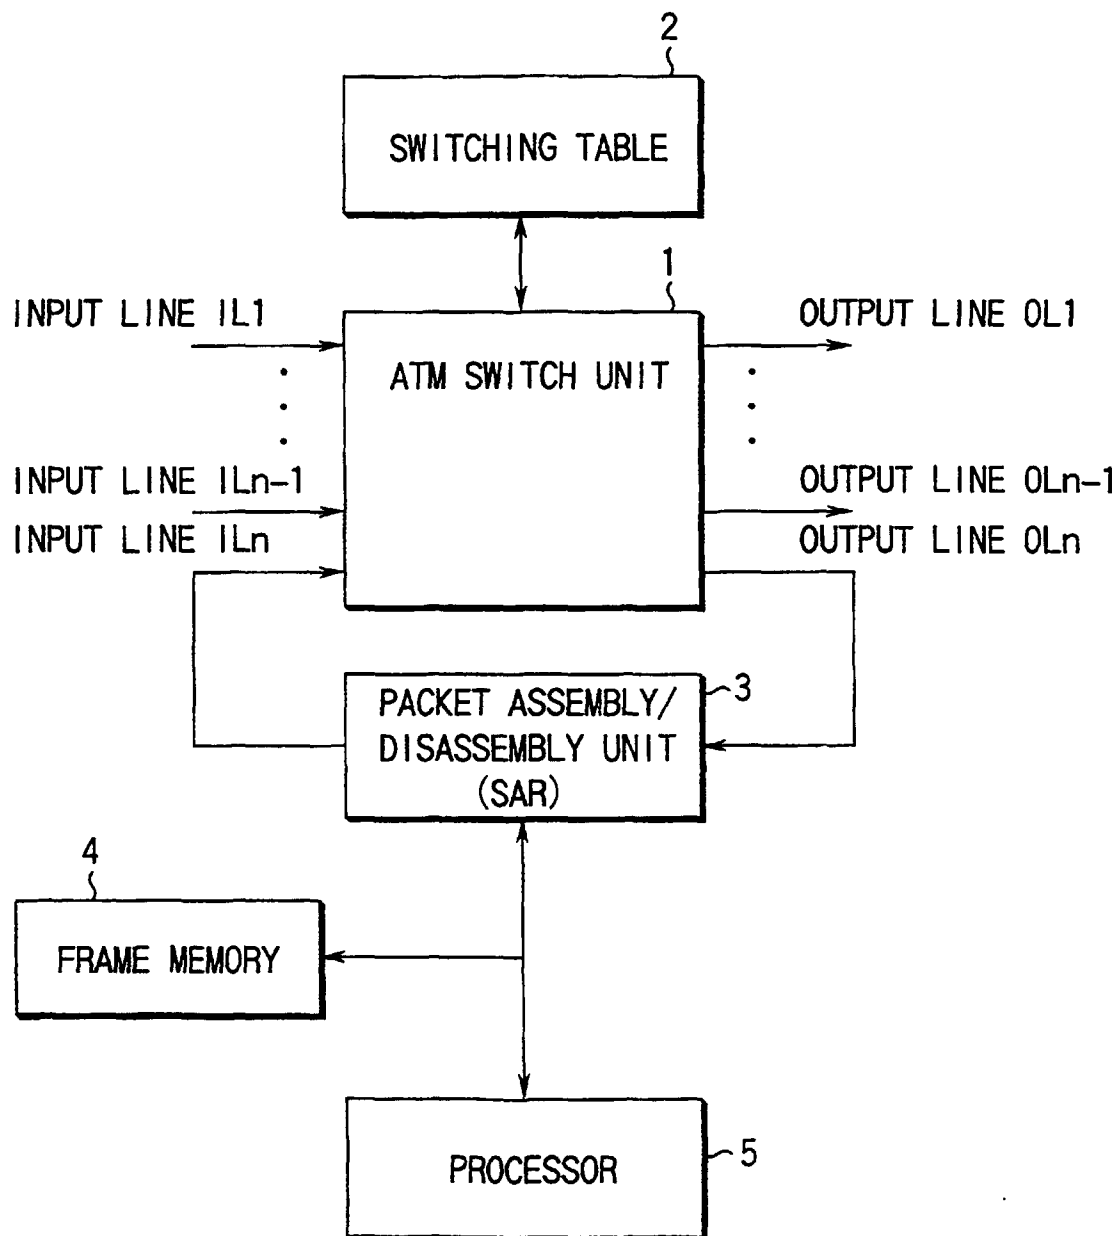 2
SWITCHING TABLE
1
INPUT LINE IL1
OUTPUT LINE OL1
ATM SWITCH UNIT
INPUT LINE ILn-1
OUTPUT LINE OLn-1
INPUT LINE ILn
OUTPUT LINE OLn
3
PACKET ASSEMBLY/
DISASSEMBLY UNIT
(SAR)
4
FRAME MEMORY
5
PROCESSOR